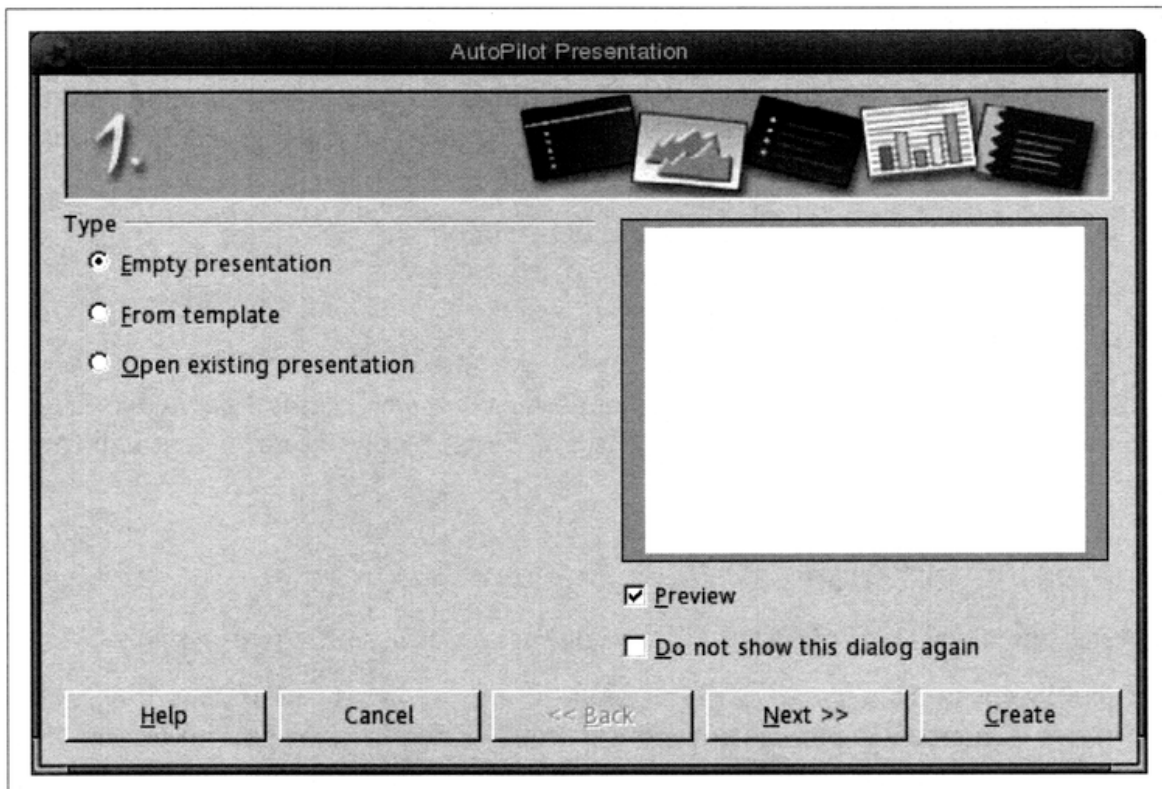 AutoPilot Presentation
1.
Type
Empty presentation
From template
Open existing presentation
Preview
Do not show this dialog again
Help
Cancel
<< Back
Next >>
Create